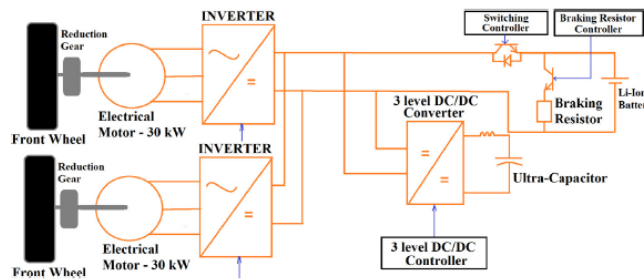 INVERTER
Switching
Controller
Braking Resistor
Controller
Reduction
Gear
Electrical
Motor - 30 kW
Front Wheel
3 level DC/DC
Converter
Braking
Resistor
Li-Ion
Batter
INVERTER
Reduction
Gear
Ultra-Capacitor
Electrical
Motor - 30 kW
Front Wheel
3 level DC/DC
Controller